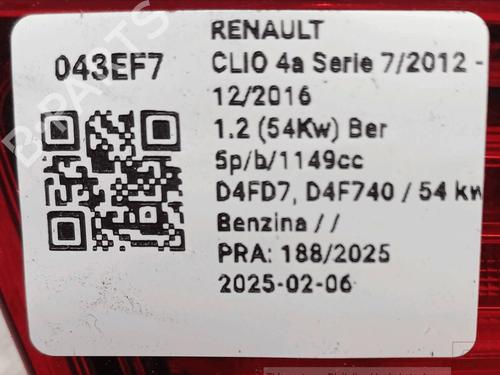 043EF7
RENAULT
CLIO 4a Serie 7/2012 -
12/2016
1.2 (54Kw) Ber
5p/b/1149cc
D4FD7, D4F740 / 54 kw
Benzina / /
PRA: 188/2025
2025-02-06